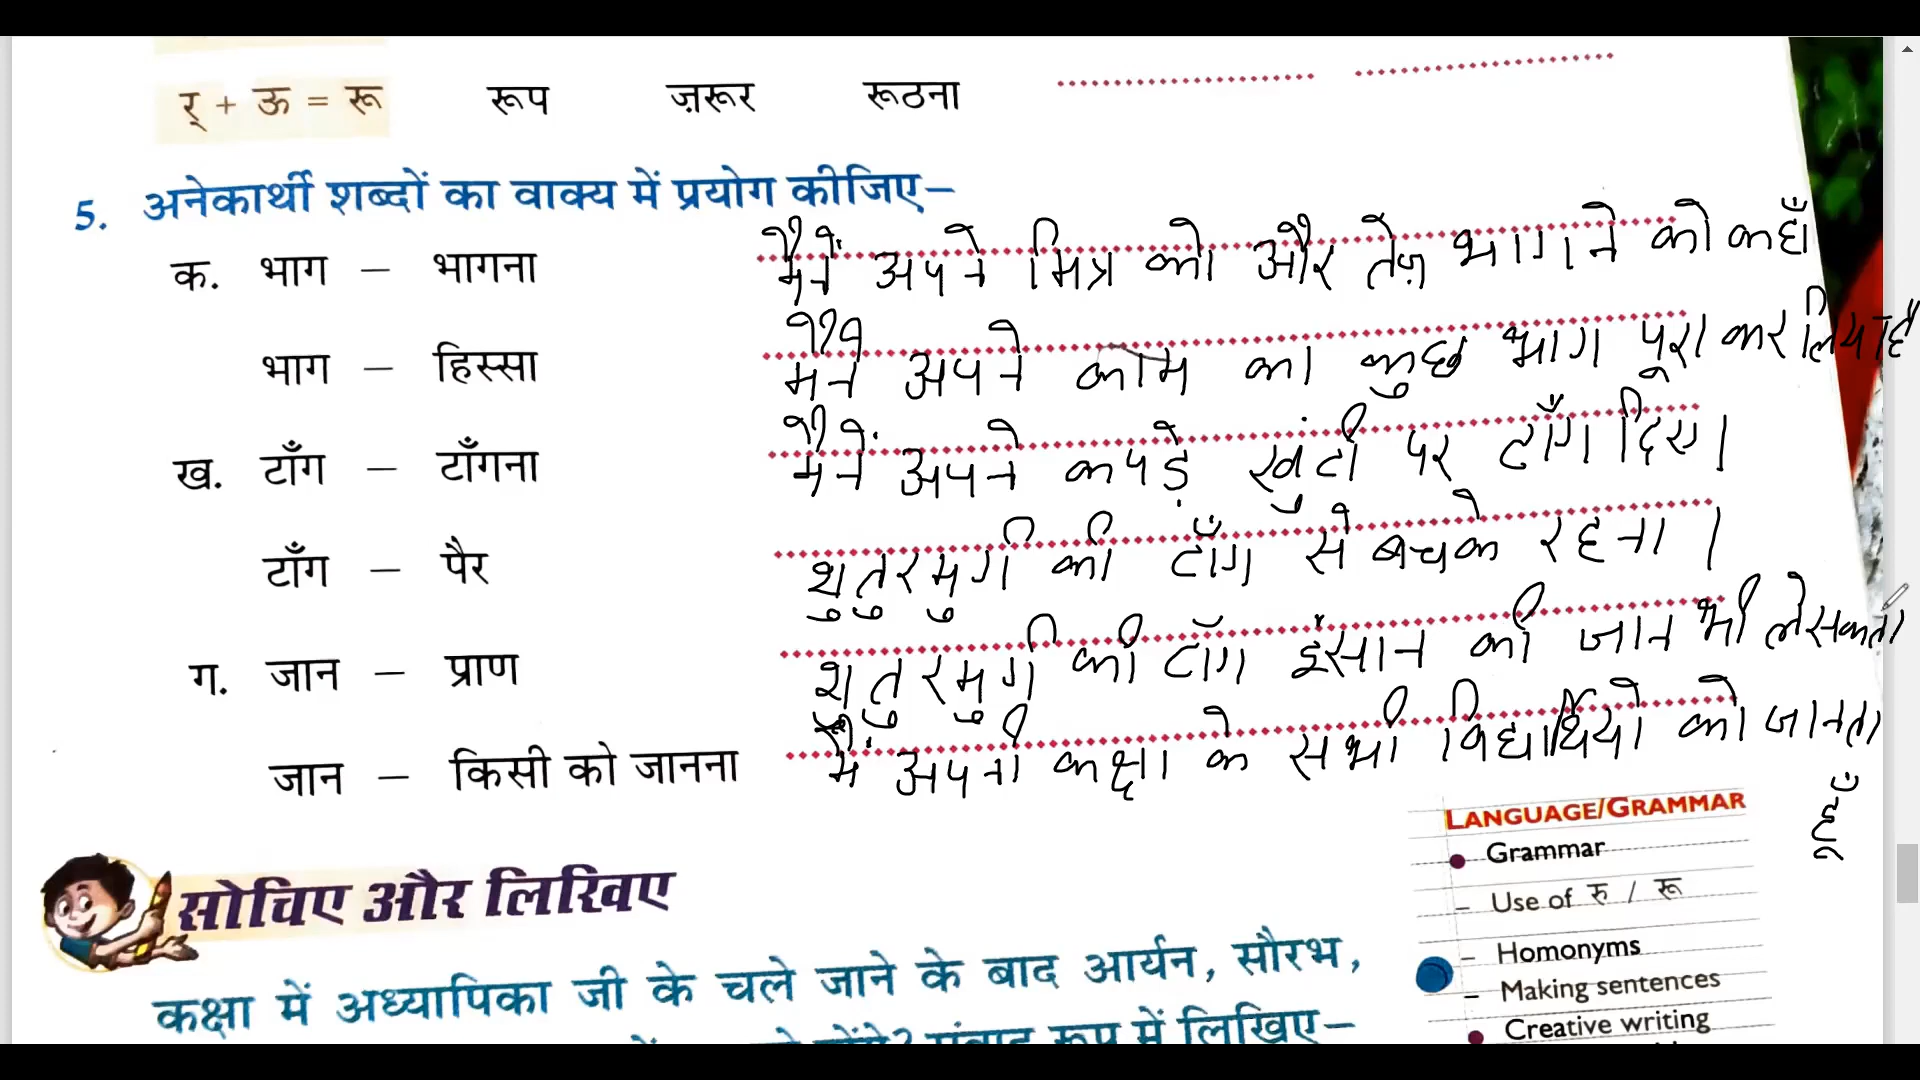 र् + ऊ = रू रूप ज़रूर रूठना
5. अनेकार्थी शब्दों का वाक्य में प्रयोग कीजिए–
क. भाग – भागना मैंने अपने मित्र को और तेज़ भागने को कहाँ
भाग – हिस्सा मैंने अपने काम का कुछ भाग पूरा कर लिया है
ख. टाँग – टाँगना मैंनें अपने कपड़े खुंटी पर टाँग दिए।
टाँग – पैर शुतुरमुर्ग की टाँग से बचके रहना।
ग. जान – प्राण शुतुरमुर्ग की टाँग इंसान की जान भी ले सकता
जान – किसी को जानना मैं अपनी कक्षा के सभी विद्यार्थियो को जानता
हूँ
LANGUAGE/GRAMMAR
Grammar
– Use of रु / रू
– Homonyms
– Making sentences
Creative writing
सोचिए और लिखिए
कक्षा में अध्यापिका जी के चले जाने के बाद आर्यन, सौरभ,
संवाद रूप में लिखिए–